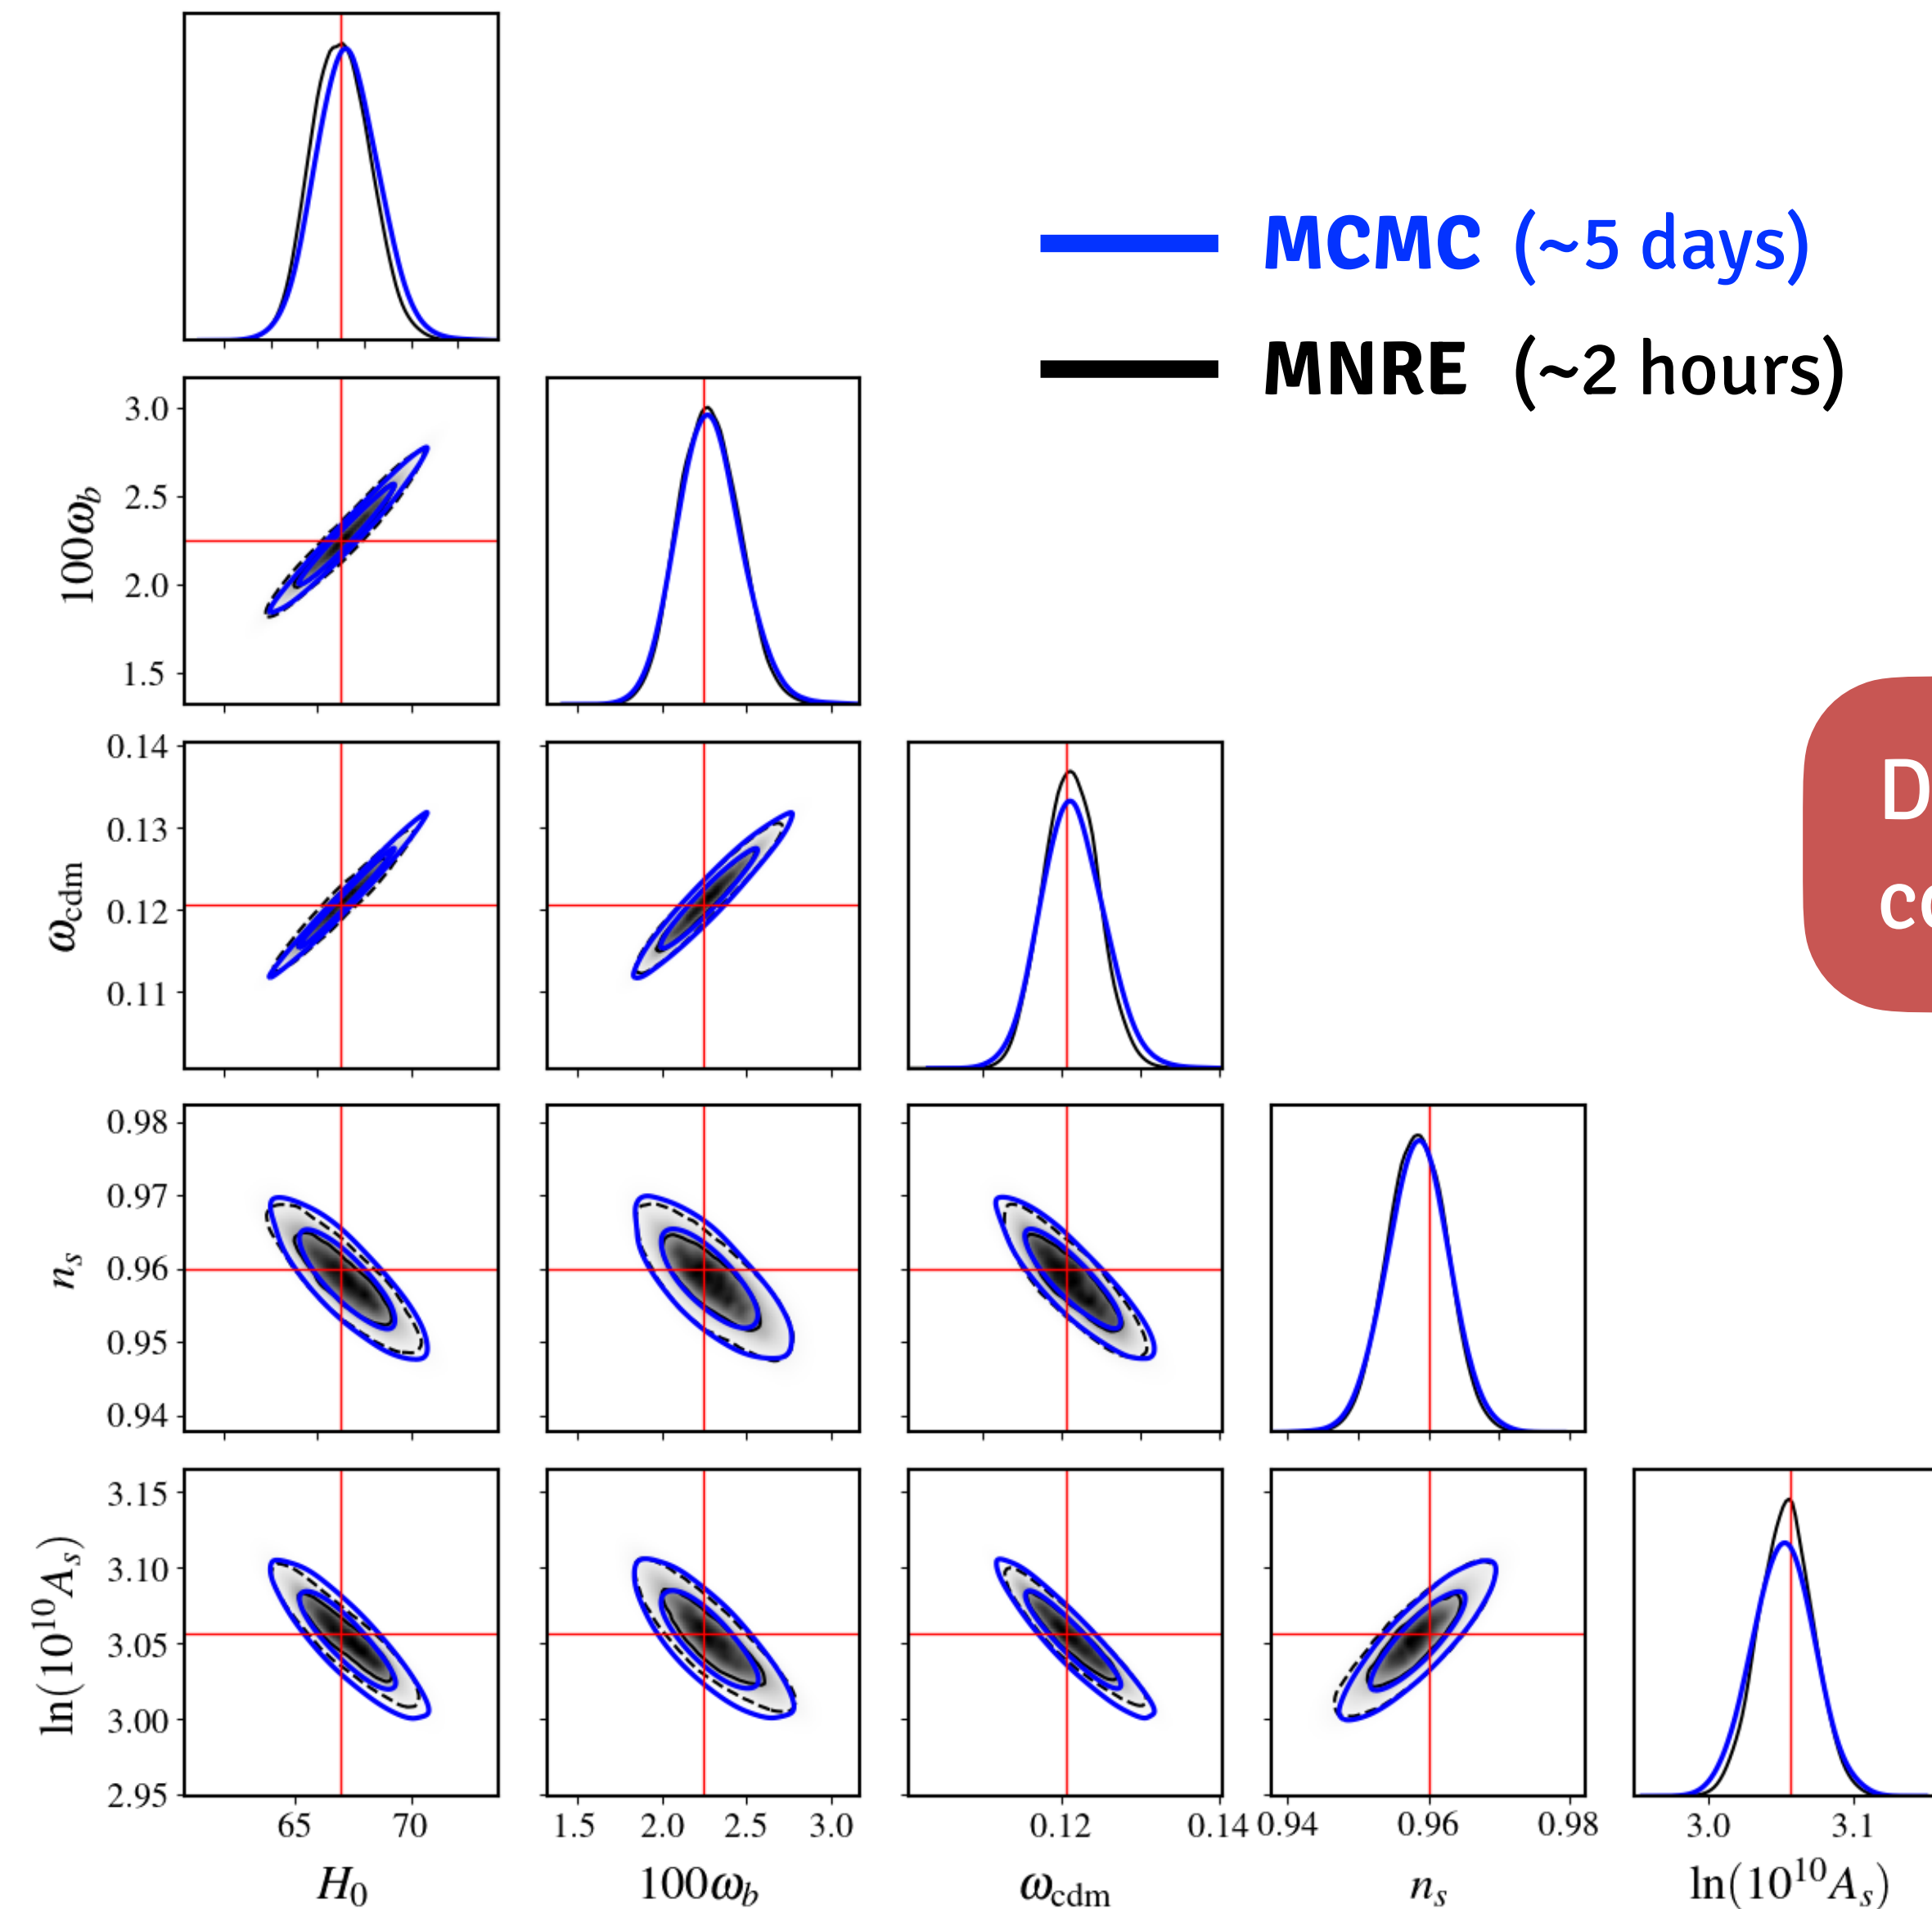 MCMC (~5 days)
MNRE (~2 hours)
3.0
2.5
2.0
1.5
100ω_b
0.14
0.13
0.12
0.11
ω_cdm
0.98
0.97
0.96
0.95
0.94
n_s
3.15
3.10
3.05
3.00
2.95
ln(10^10 A_s)
65 70 1.5 2.0 2.5 3.0 0.12 0.14 0.94 0.96 0.98 3.0 3.1
H_0 100ω_b ω_cdm n_s ln(10^10 A_s)